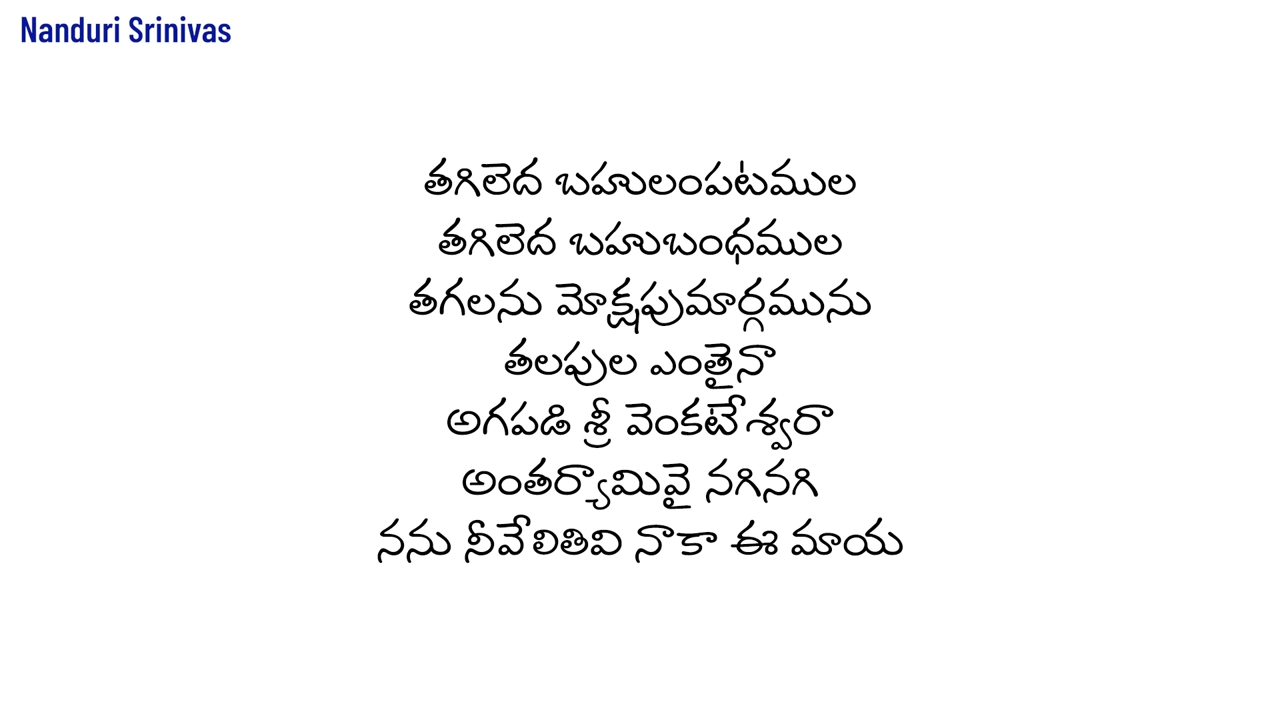 Nanduri Srinivas
తగిలెద బహులంపటముల
తగిలెద బహుబంధముల
తగలను మోక్షపుమార్గమును
తలపుల ఎంతైనా
అగపడి శ్రీ వెంకటేశ్వరా
అంతర్యామివై నగినగి
నను నీవేలితివి నాకా ఈ మాయ